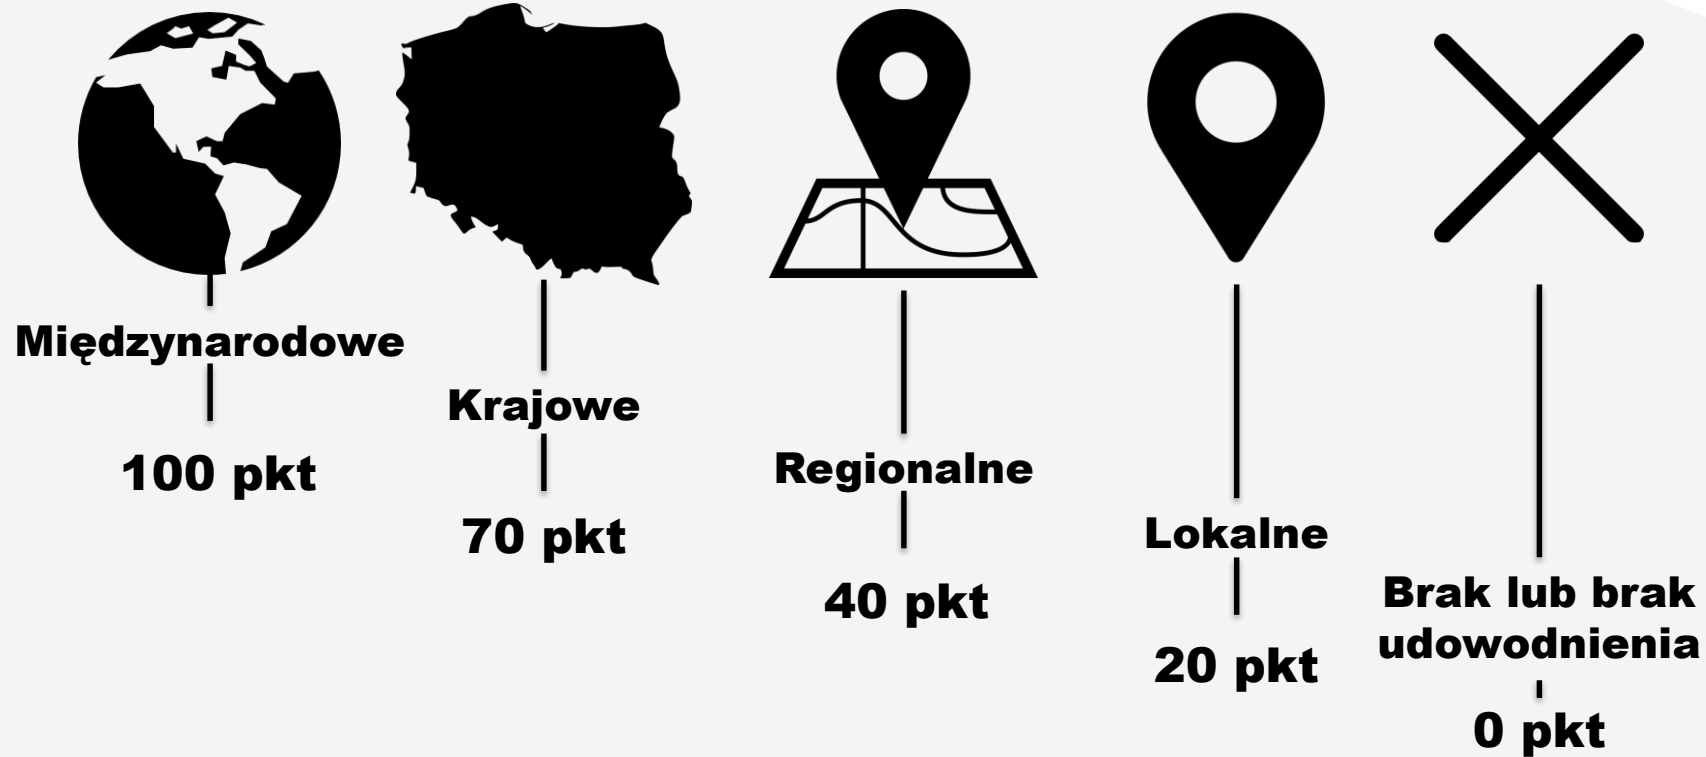 Międzynarodowe
100 pkt
Krajowe
70 pkt
Regionalne
40 pkt
Lokalne
20 pkt
Brak lub brak
udowodnienia
0 pkt